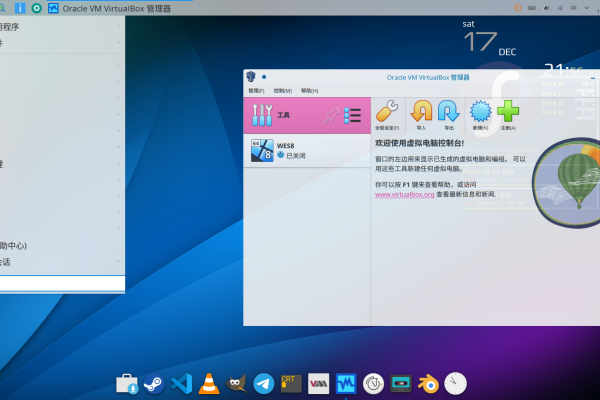 Oracle VM VirtualBox 管理器
用程序
件
理
助中心)
会话
sat
17
DEC
Oracle VM VirtualBox 管理器
管理(F) 控制(M) 帮助(H)
工具
全局设定(P) 导入 导出 新建(N) 注册(A)
64
8
WES8
已关闭
欢迎使用虚拟电脑控制台!
窗口的左边用来显示已生成的虚拟电脑和编组。 可以
用这些工具新建任何虚拟电脑。
你可以按 F1 键来查看帮助，或访问
www.virtualbox.org 查看最新信息和新闻.
CRT